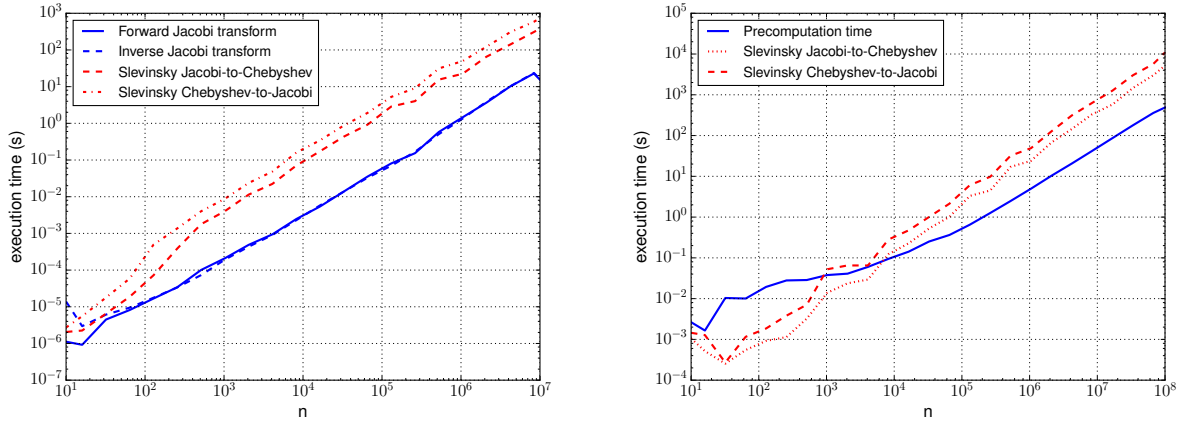 10^3
10^2
10^1
10^0
10^-1
10^-2
10^-3
10^-4
10^-5
10^-6
10^-7
execution time (s)
Forward Jacobi transform
Inverse Jacobi transform
Slevinsky Jacobi-to-Chebyshev
Slevinsky Chebyshev-to-Jacobi
10^1 10^2 10^3 10^4 10^5 10^6 10^7
n
10^5
10^4
10^3
10^2
10^1
10^0
10^-1
10^-2
10^-3
10^-4
execution time (s)
Precomputation time
Slevinsky Jacobi-to-Chebyshev
Slevinsky Chebyshev-to-Jacobi
10^1 10^2 10^3 10^4 10^5 10^6 10^7 10^8
n